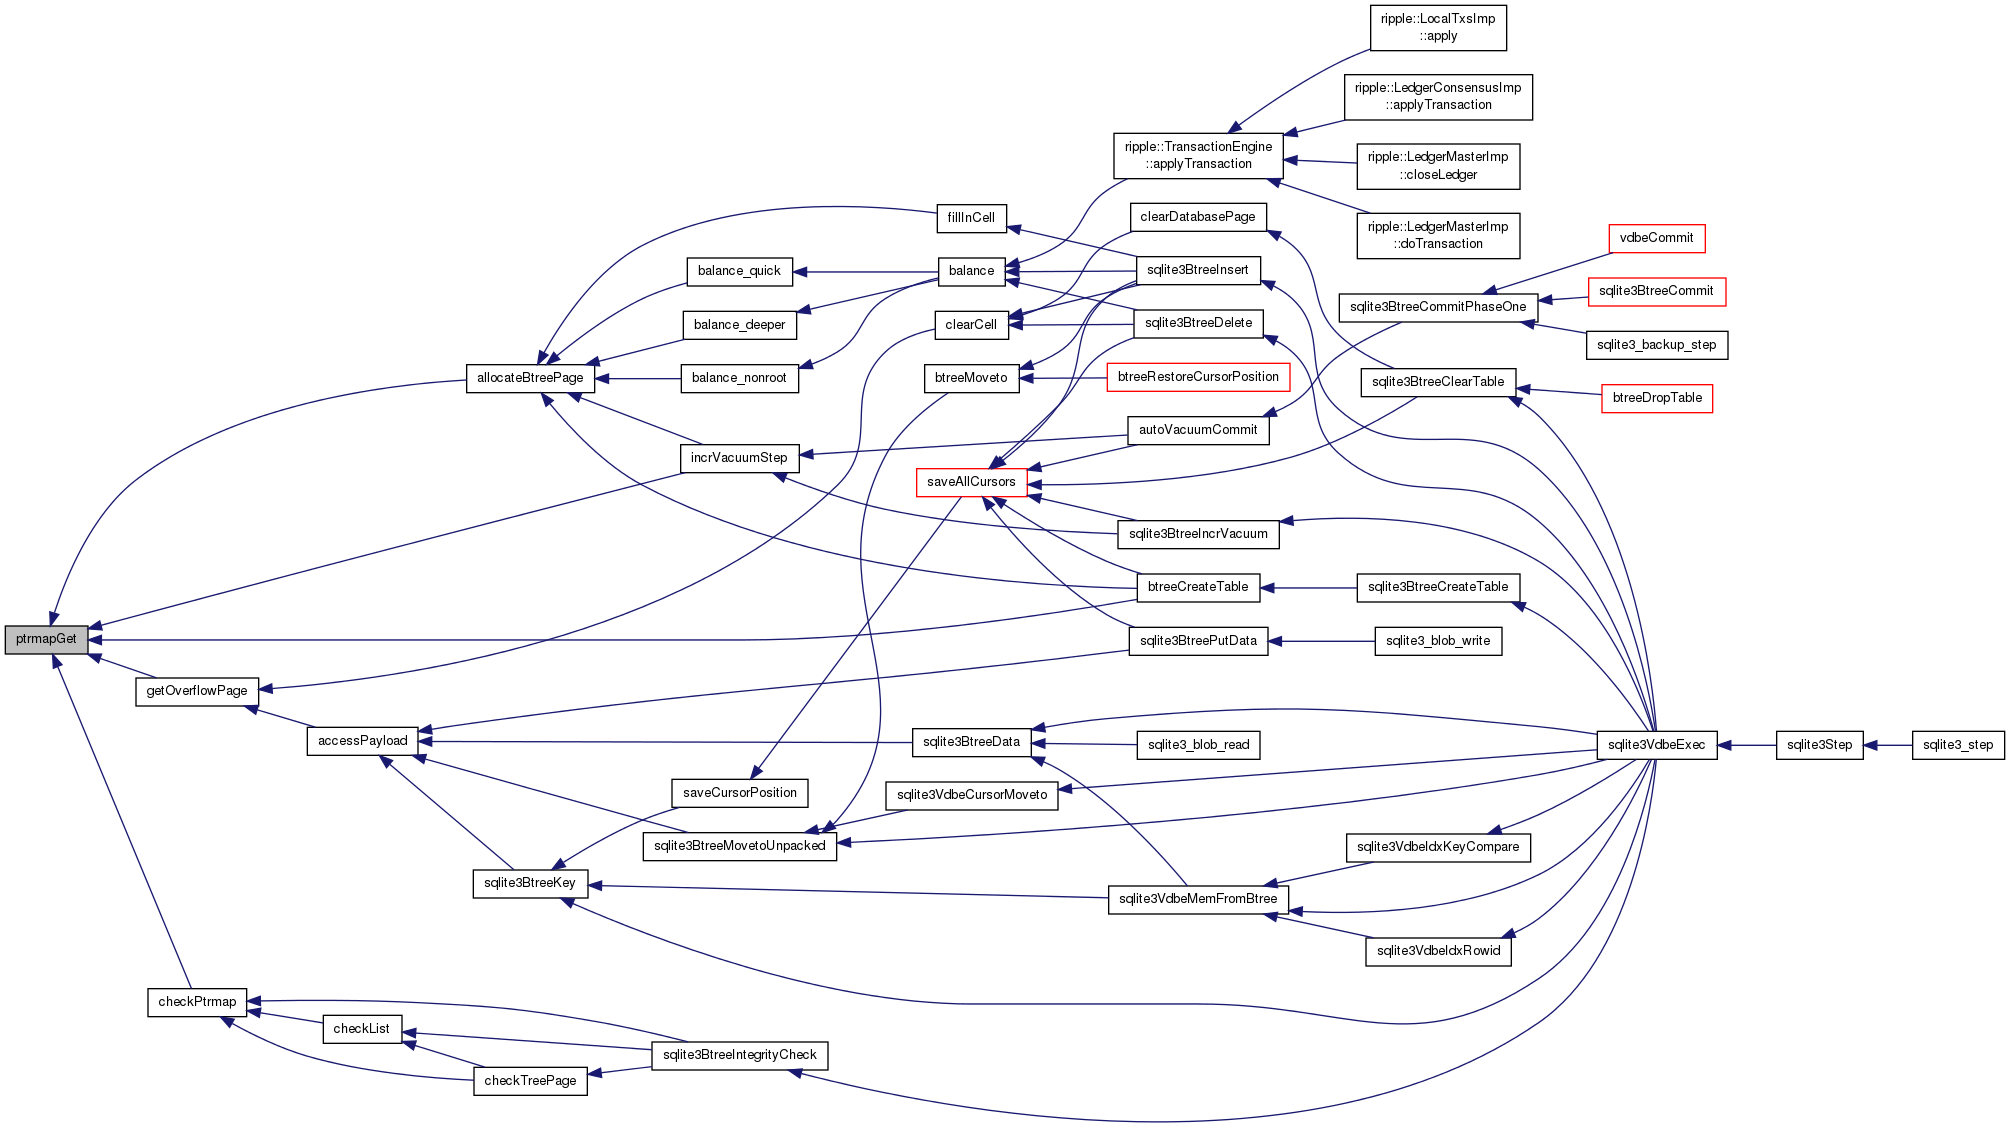 ripple::LocalTxsImp
::apply
ripple::LedgerConsensusImp
::applyTransaction
ripple::TransactionEngine
::applyTransaction
ripple::LedgerMasterImp
::closeLedger
fillInCell
clearDatabasePage
ripple::LedgerMasterImp
::doTransaction
vdbeCommit
balance_quick
balance
sqlite3BtreeInsert
sqlite3BtreeCommit
sqlite3BtreeCommitPhaseOne
balance_deeper
clearCell
sqlite3BtreeDelete
sqlite3_backup_step
allocateBtreePage
balance_nonroot
btreeMoveto
btreeRestoreCursorPosition
sqlite3BtreeClearTable
btreeDropTable
autoVacuumCommit
incrVacuumStep
saveAllCursors
sqlite3BtreeIncrVacuum
btreeCreateTable
sqlite3BtreeCreateTable
ptrmapGet
sqlite3BtreePutData
sqlite3_blob_write
getOverflowPage
accessPayload
sqlite3BtreeData
sqlite3_blob_read
sqlite3VdbeExec
sqlite3Step
sqlite3_step
saveCursorPosition
sqlite3VdbeCursorMoveto
sqlite3BtreeMovetoUnpacked
sqlite3VdbeIdxKeyCompare
sqlite3BtreeKey
sqlite3VdbeMemFromBtree
sqlite3VdbeIdxRowid
checkPtrmap
checkList
sqlite3BtreeIntegrityCheck
checkTreePage